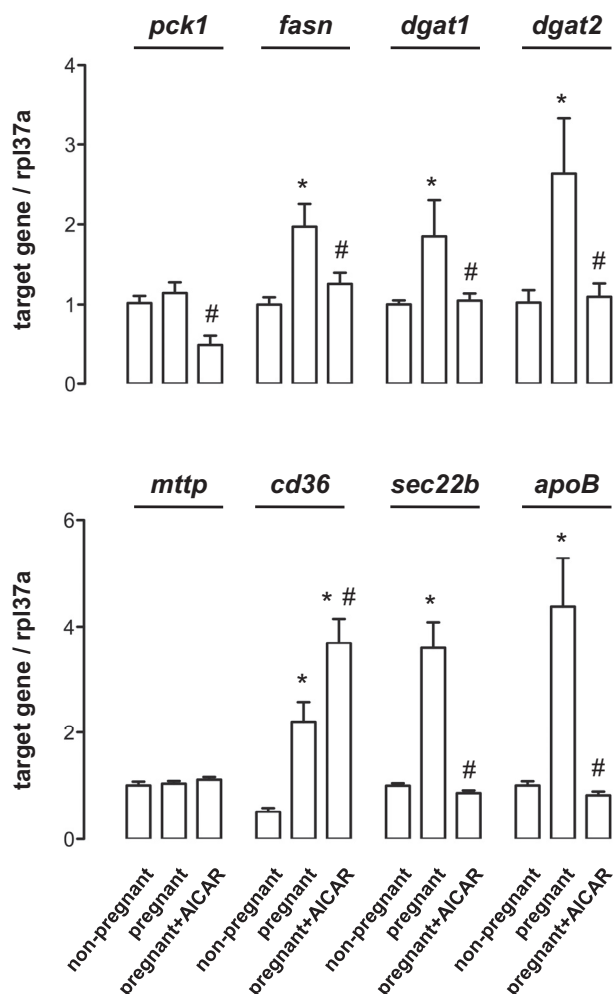 pck1 fasn dgat1 dgat2
target gene / rpl37a
4
3
2
1
0
* # * # * #
#
mttp cd36 sec22b apoB
target gene / rpl37a
6
4
2
0
* * # * # * #
non-pregnant
pregnant
pregnant+AICAR
non-pregnant
pregnant
pregnant+AICAR
non-pregnant
pregnant
pregnant+AICAR
non-pregnant
pregnant
pregnant+AICAR